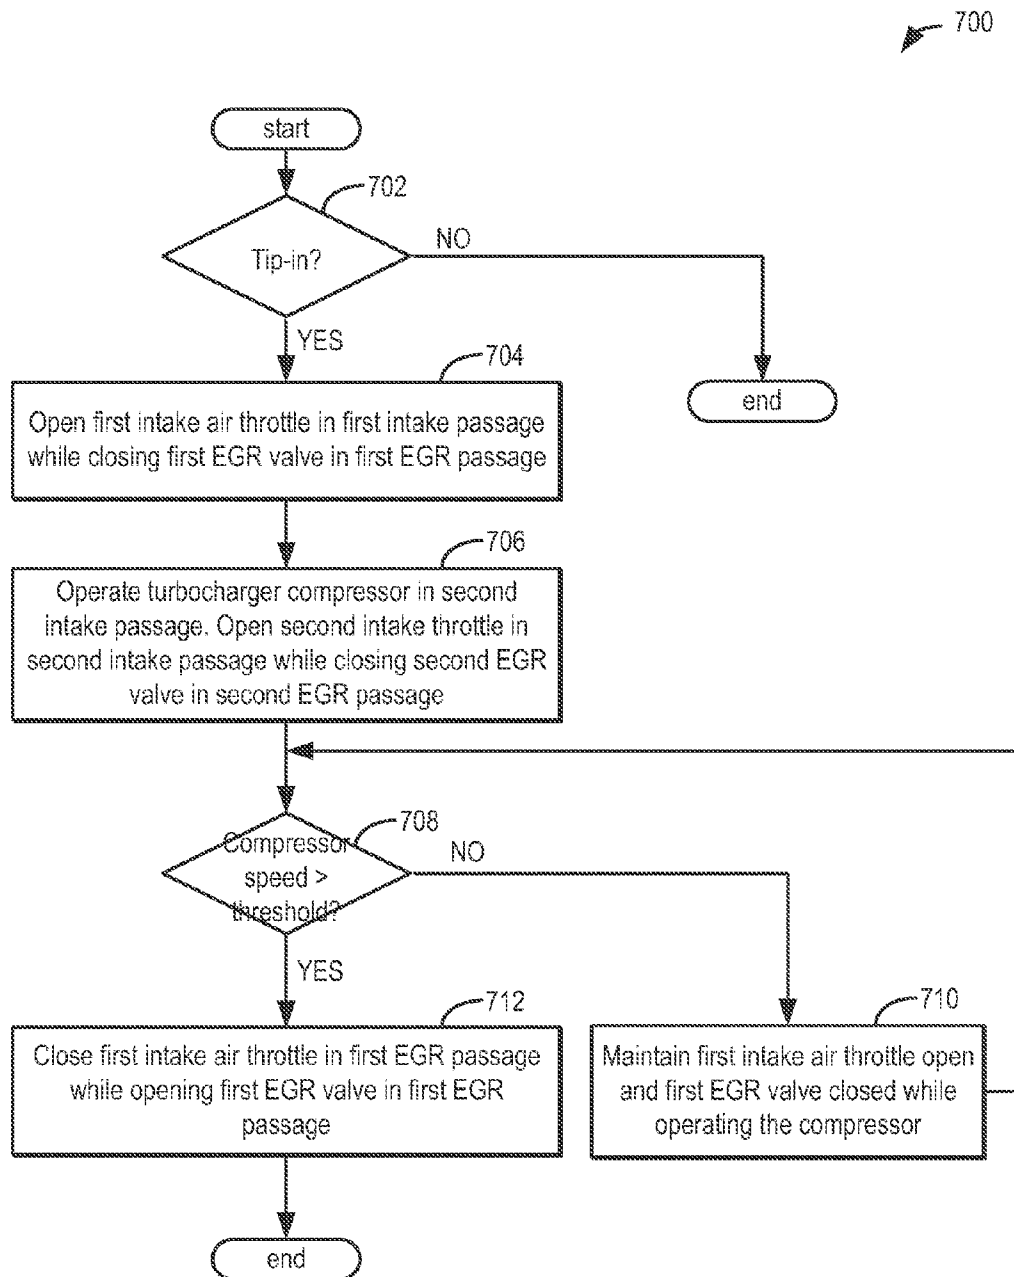 700
start
702
Tip-in?
NO
YES
end
704
Open first intake air throttle in first intake passage
while closing first EGR valve in first EGR passage
706
Operate turbocharger compressor in second
intake passage. Open second intake throttle in
second intake passage while closing second EGR
valve in second EGR passage
708
Compressor
speed >
threshold?
NO
YES
712
Close first intake air throttle in first EGR passage
while opening first EGR valve in first EGR
passage
710
Maintain first intake air throttle open
and first EGR valve closed while
operating the compressor
end